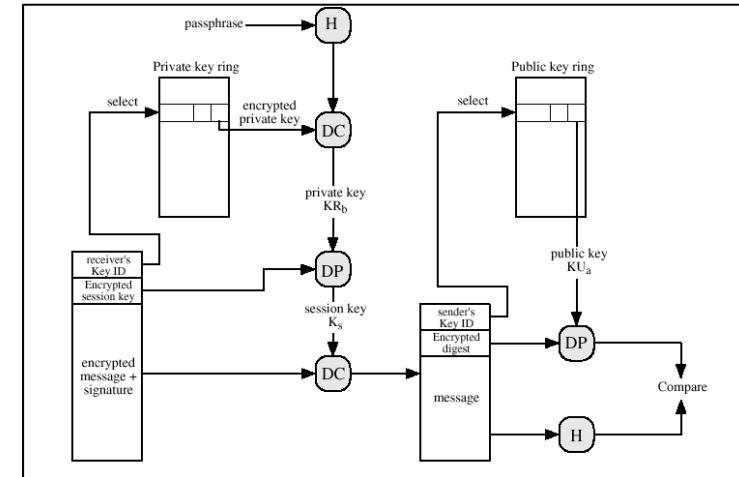 passphrase
H
Private key ring
Public key ring
select
encrypted
private key
DC
select
private key
KRb
public key
KUa
receiver's
Key ID
Encrypted
session key
DP
session key
Ks
sender's
Key ID
Encrypted
digest
DP
encrypted
message +
signature
DC
message
Compare
H